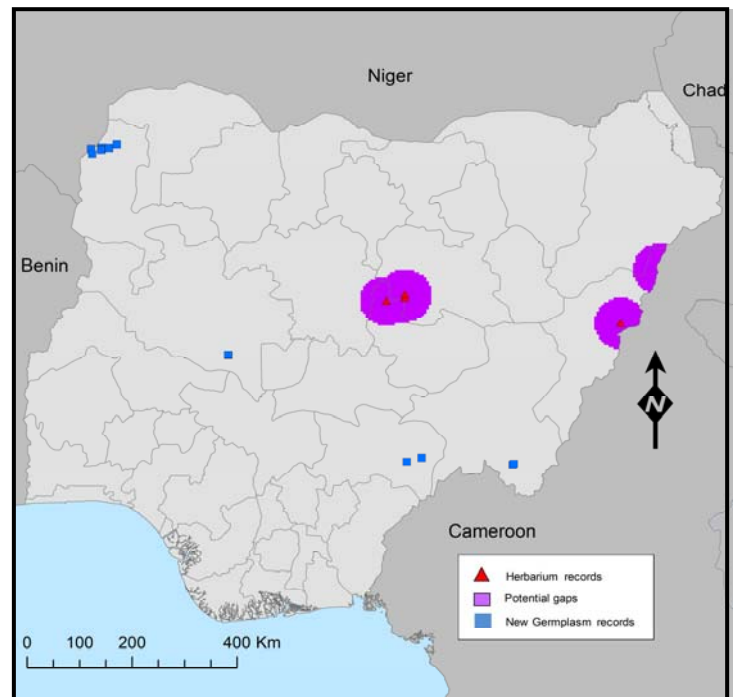 Niger
Chad
Benin
N
Cameroon
Herbarium records
Potential gaps
New Germplasm records
0 100 200 400 Km